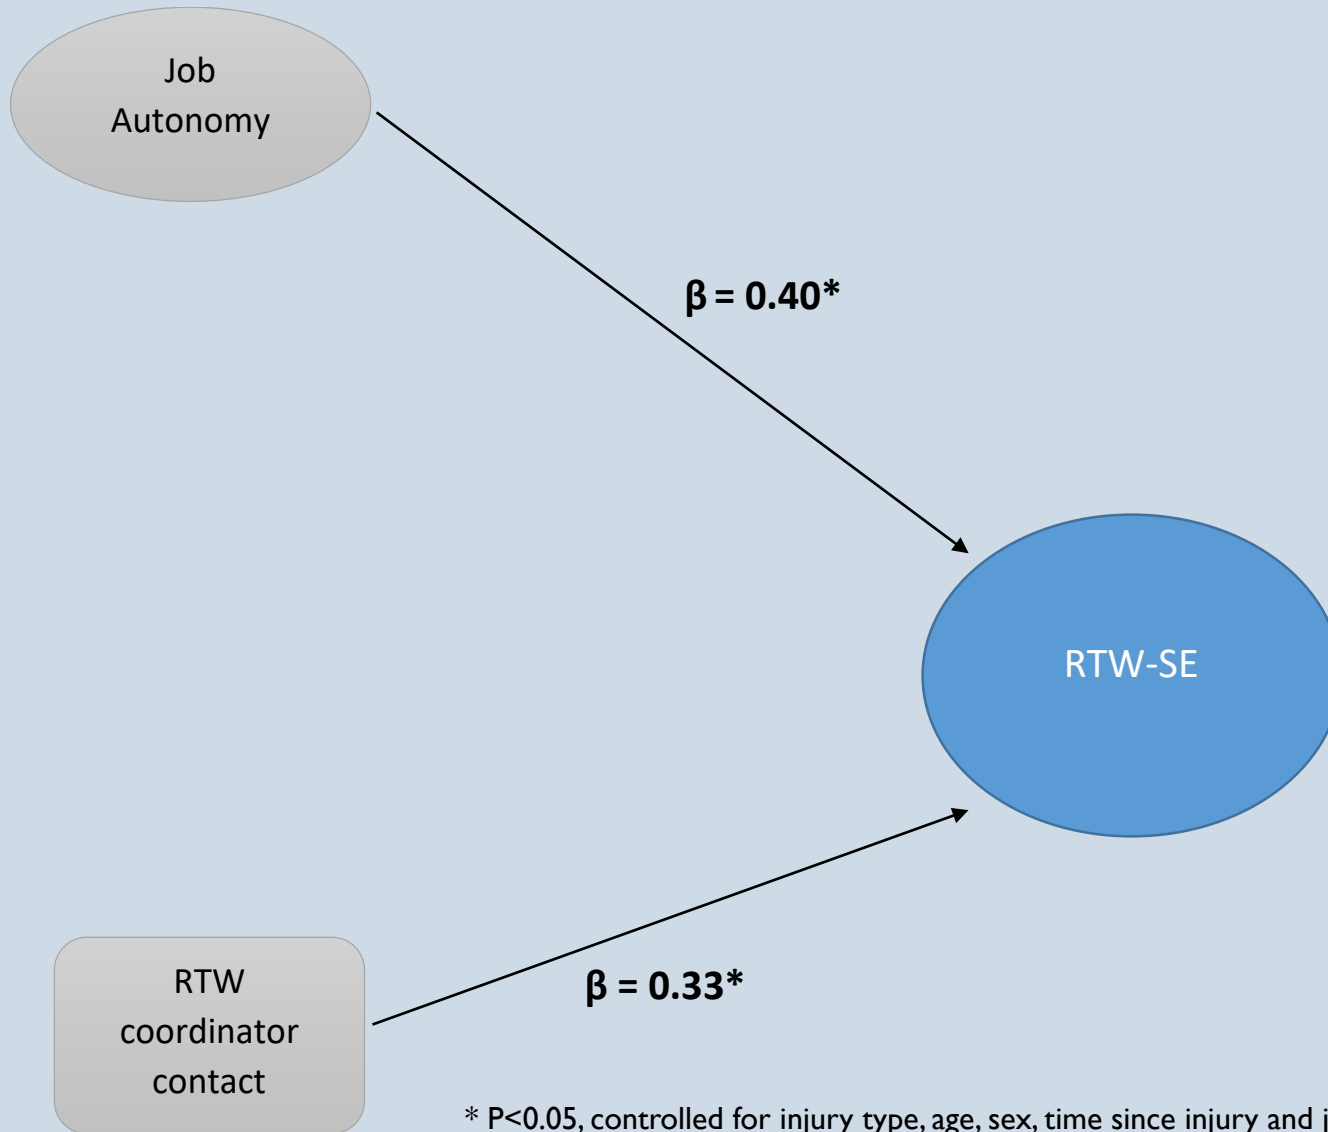 Job
Autonomy
β = 0.40*
RTW-SE
RTW
coordinator
contact
β = 0.33*
* P<0.05, controlled for injury type, age, sex, time since injury and